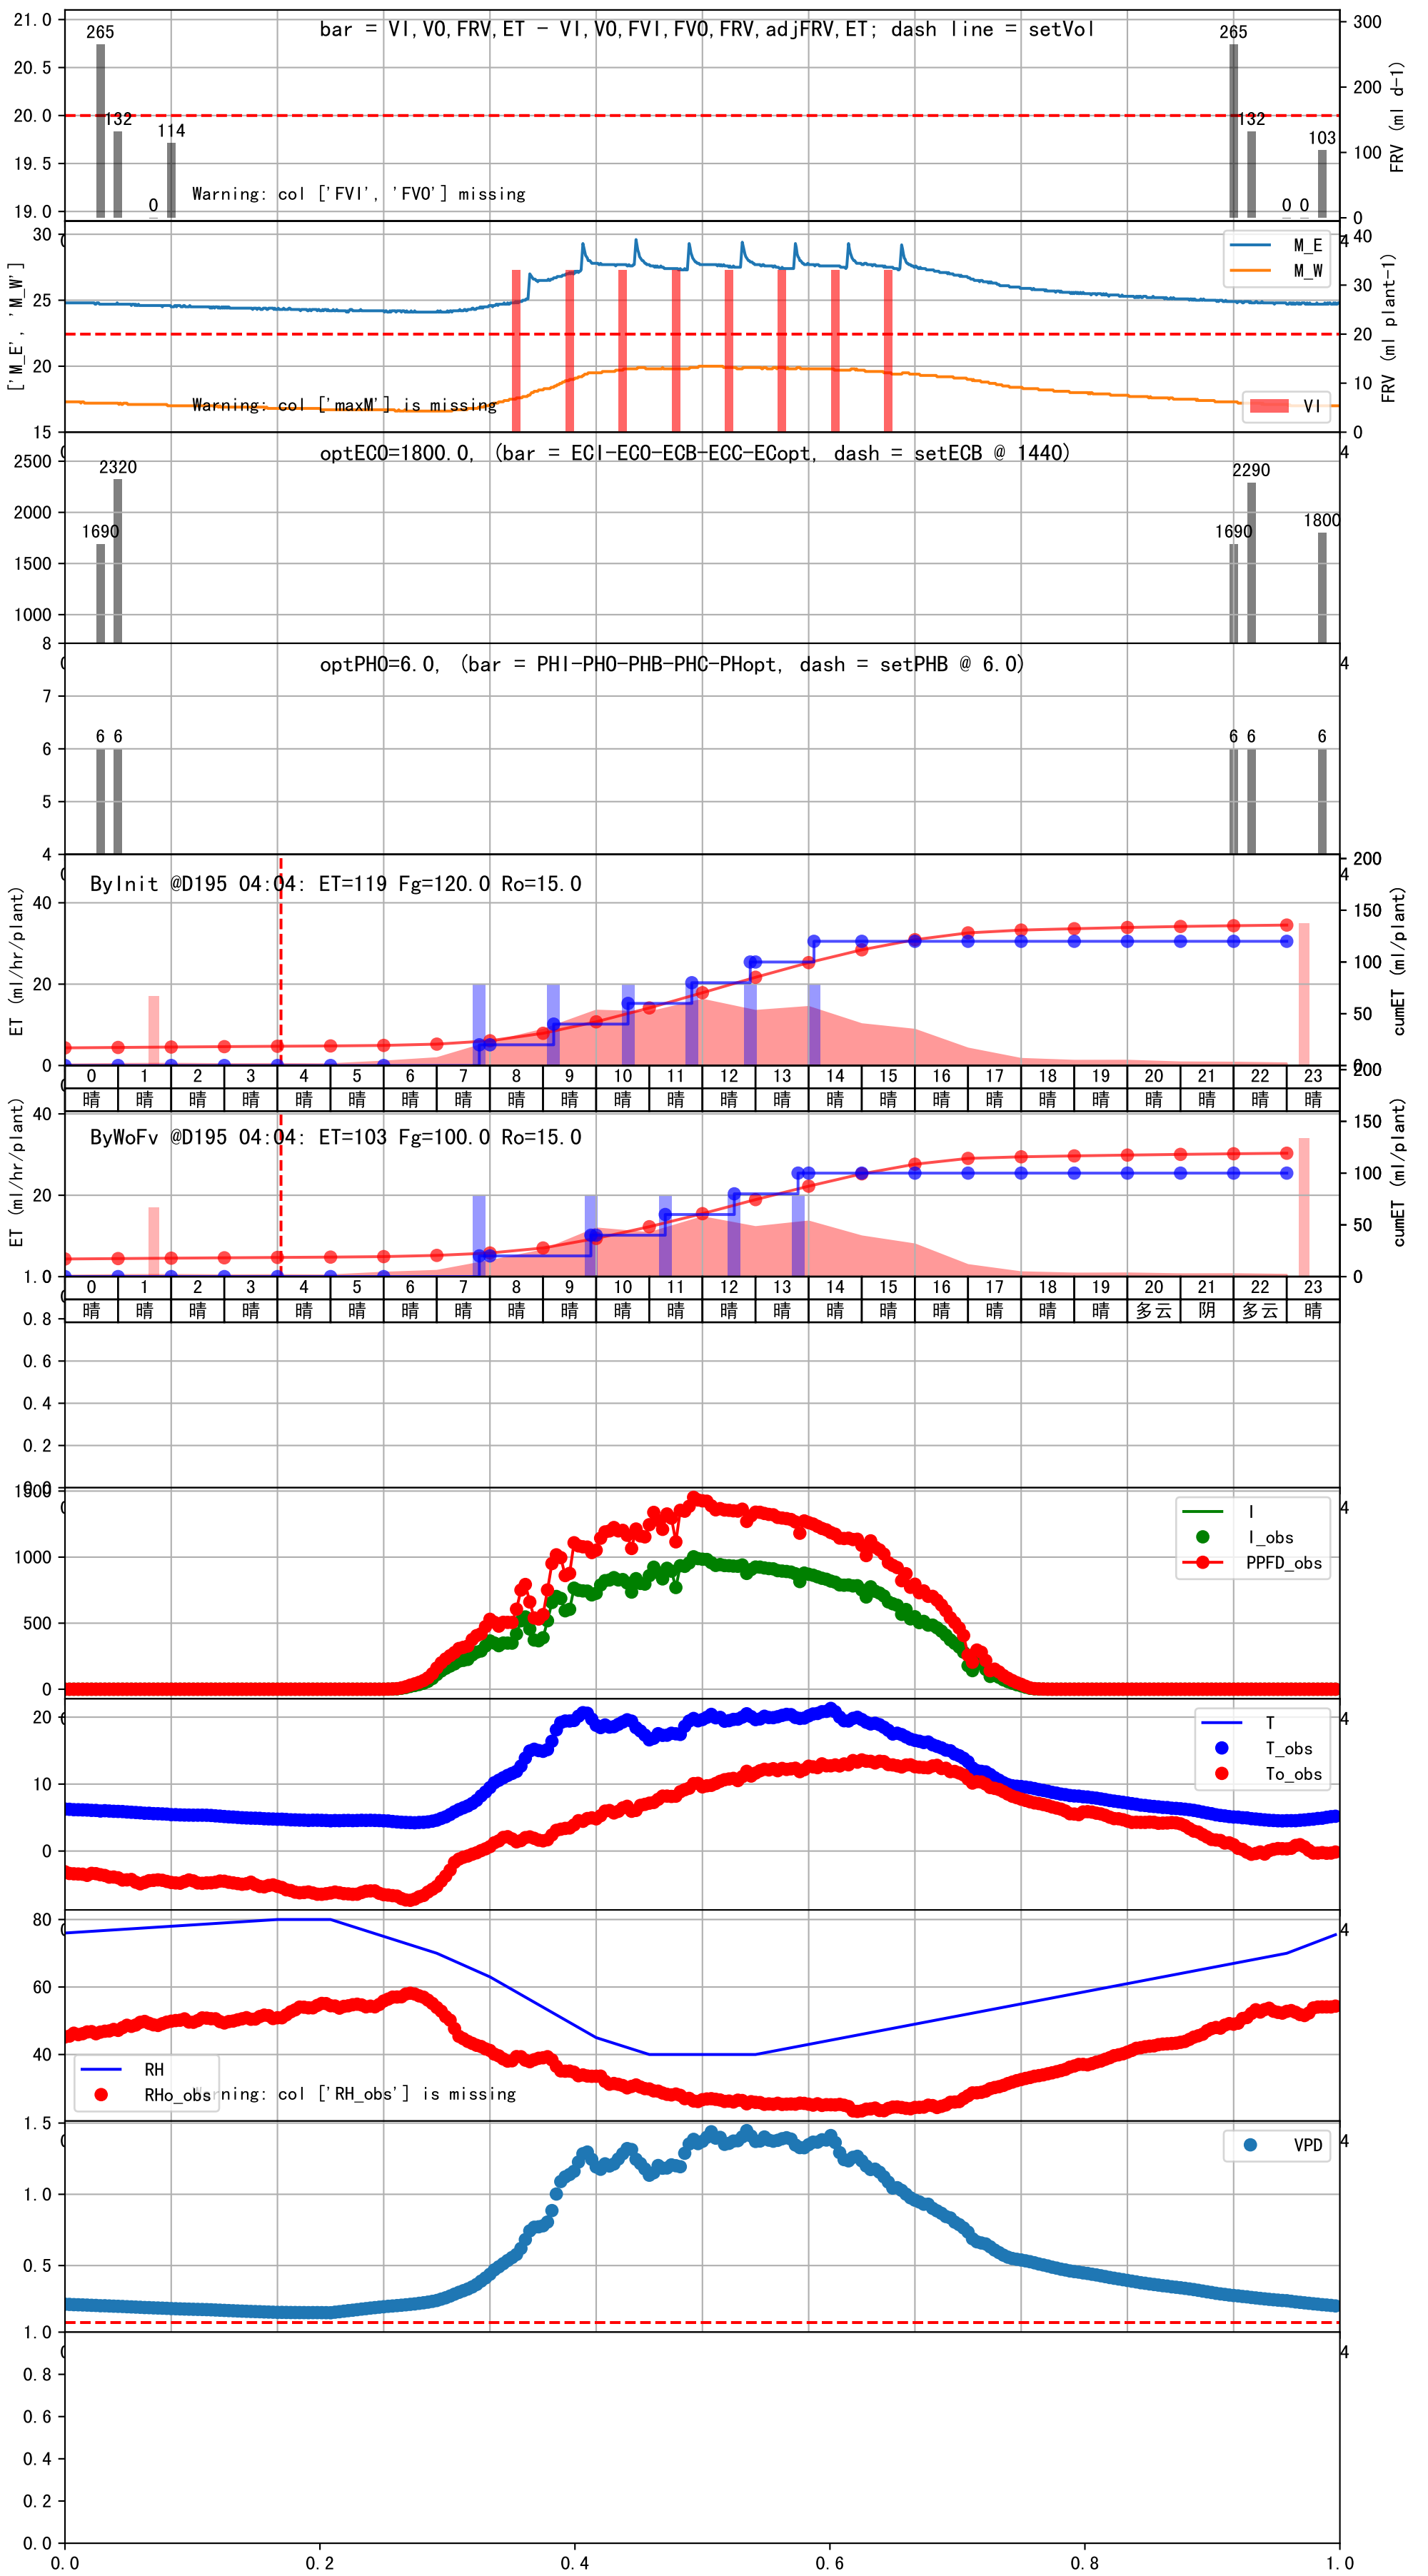 bar = VI,VO,FRV,ET - VI,VO,FVI,FVO,FRV,adjFRV,ET; dash line = setVol
21.0
20.5
20.0
19.5
19.0
265
132
0
114
265
132
0 0
103
300
200
100
0
FRV (ml d-1)
Warning: col ['FVI', 'FVO'] missing
['M_E', 'M_W']
30
25
20
15
M_E
M_W
VI
40
30
20
10
0
FRV (ml plant-1)
Warning: col ['maxM'] is missing
optECO=1800.0, (bar = ECI-ECO-ECB-ECC-ECopt, dash = setECB @ 1440)
4
2500
2000
1500
1000
1690
2320
1690
2290
1800
optPHO=6.0, (bar = PHI-PHO-PHB-PHC-PHopt, dash = setPHB @ 6.0)
4
8
7
6
5
4
6 6
6 6
6
ByInit @D195 04:04: ET=119 Fg=120.0 Ro=15.0
4
ET (ml/hr/plant)
40
20
0
200
150
100
50
0
cumET (ml/plant)
0 1 2 3 4 5 6 7 8 9 10 11 12 13 14 15 16 17 18 19 20 21 22 23
晴 晴 晴 晴 晴 晴 晴 晴 晴 晴 晴 晴 晴 晴 晴 晴 晴 晴 晴 晴 晴 晴 晴 晴
ByWoFv @D195 04:04: ET=103 Fg=100.0 Ro=15.0
ET (ml/hr/plant)
40
20
200
150
100
50
0
cumET (ml/plant)
0 1 2 3 4 5 6 7 8 9 10 11 12 13 14 15 16 17 18 19 20 21 22 23
晴 晴 晴 晴 晴 晴 晴 晴 晴 晴 晴 晴 晴 晴 晴 晴 晴 晴 晴 晴 多云 阴 多云 晴
1.0
0.8
0.6
0.4
0.2
0.0
1500
1000
500
0
I
I_obs
PPFD_obs
4
20
10
0
T
T_obs
To_obs
4
80
60
40
RH
RHo_obs
Warning: col ['RH_obs'] is missing
4
1.5
1.0
0.5
VPD
4
1.0
0.8
0.6
0.4
0.2
0.0
4
0.0 0.2 0.4 0.6 0.8 1.0